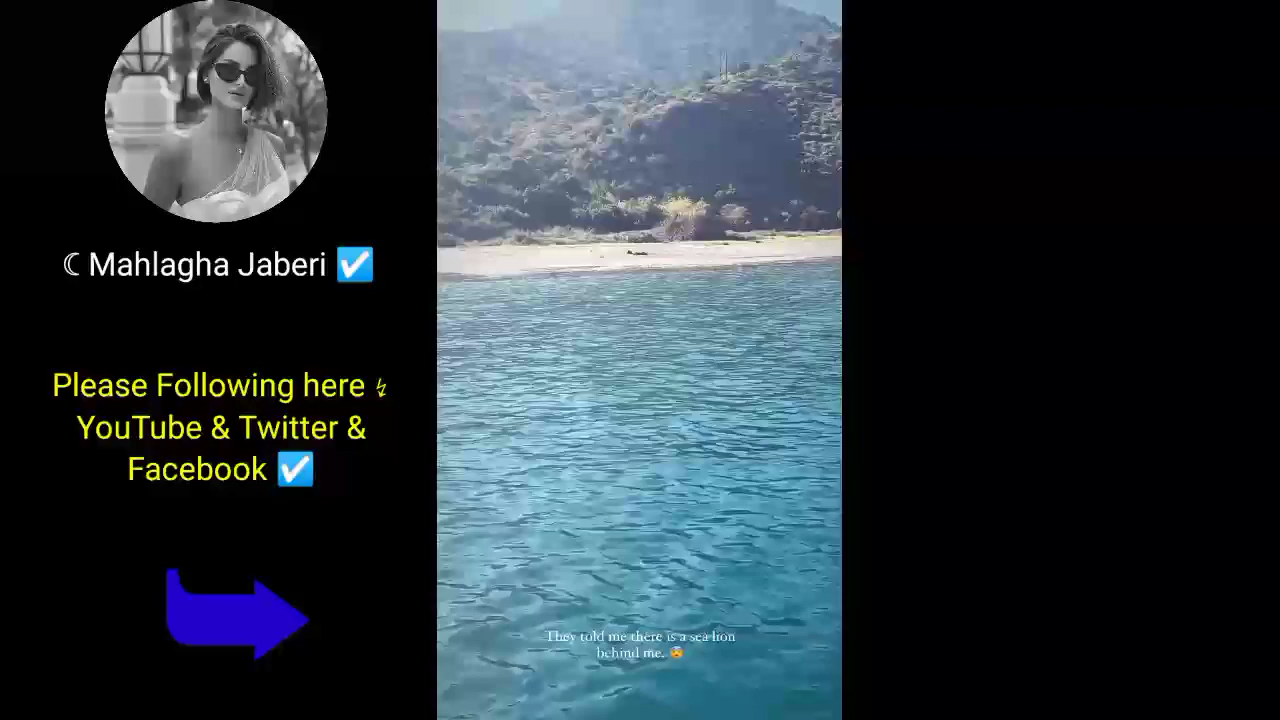 ☾Mahlagha Jaberi ☑️
Please Following here ↯
YouTube & Twitter &
Facebook ☑️
They told me there is a sea lion
behind me. 🤯